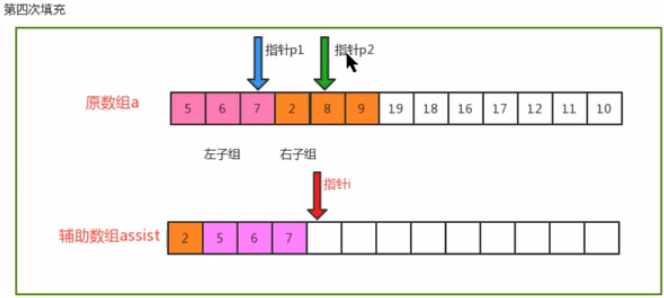 第四次填充
指针p1 指针p2
原数组a 5 6 7 2 8 9 19 18 16 17 12 11 10
左子组 右子组
指针i
辅助数组assist 2 5 6 7